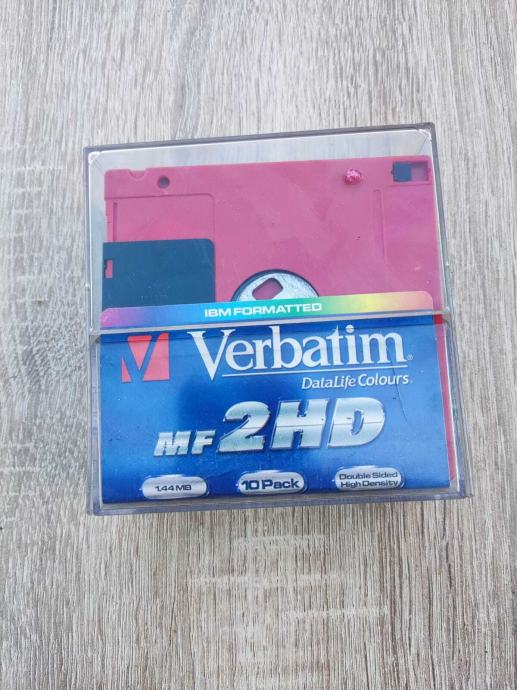 IBM FORMATTED
Verbatim®
DataLife Colours®
MF 2HD
1.44 MB
10 Pack
Double Sided
High Density